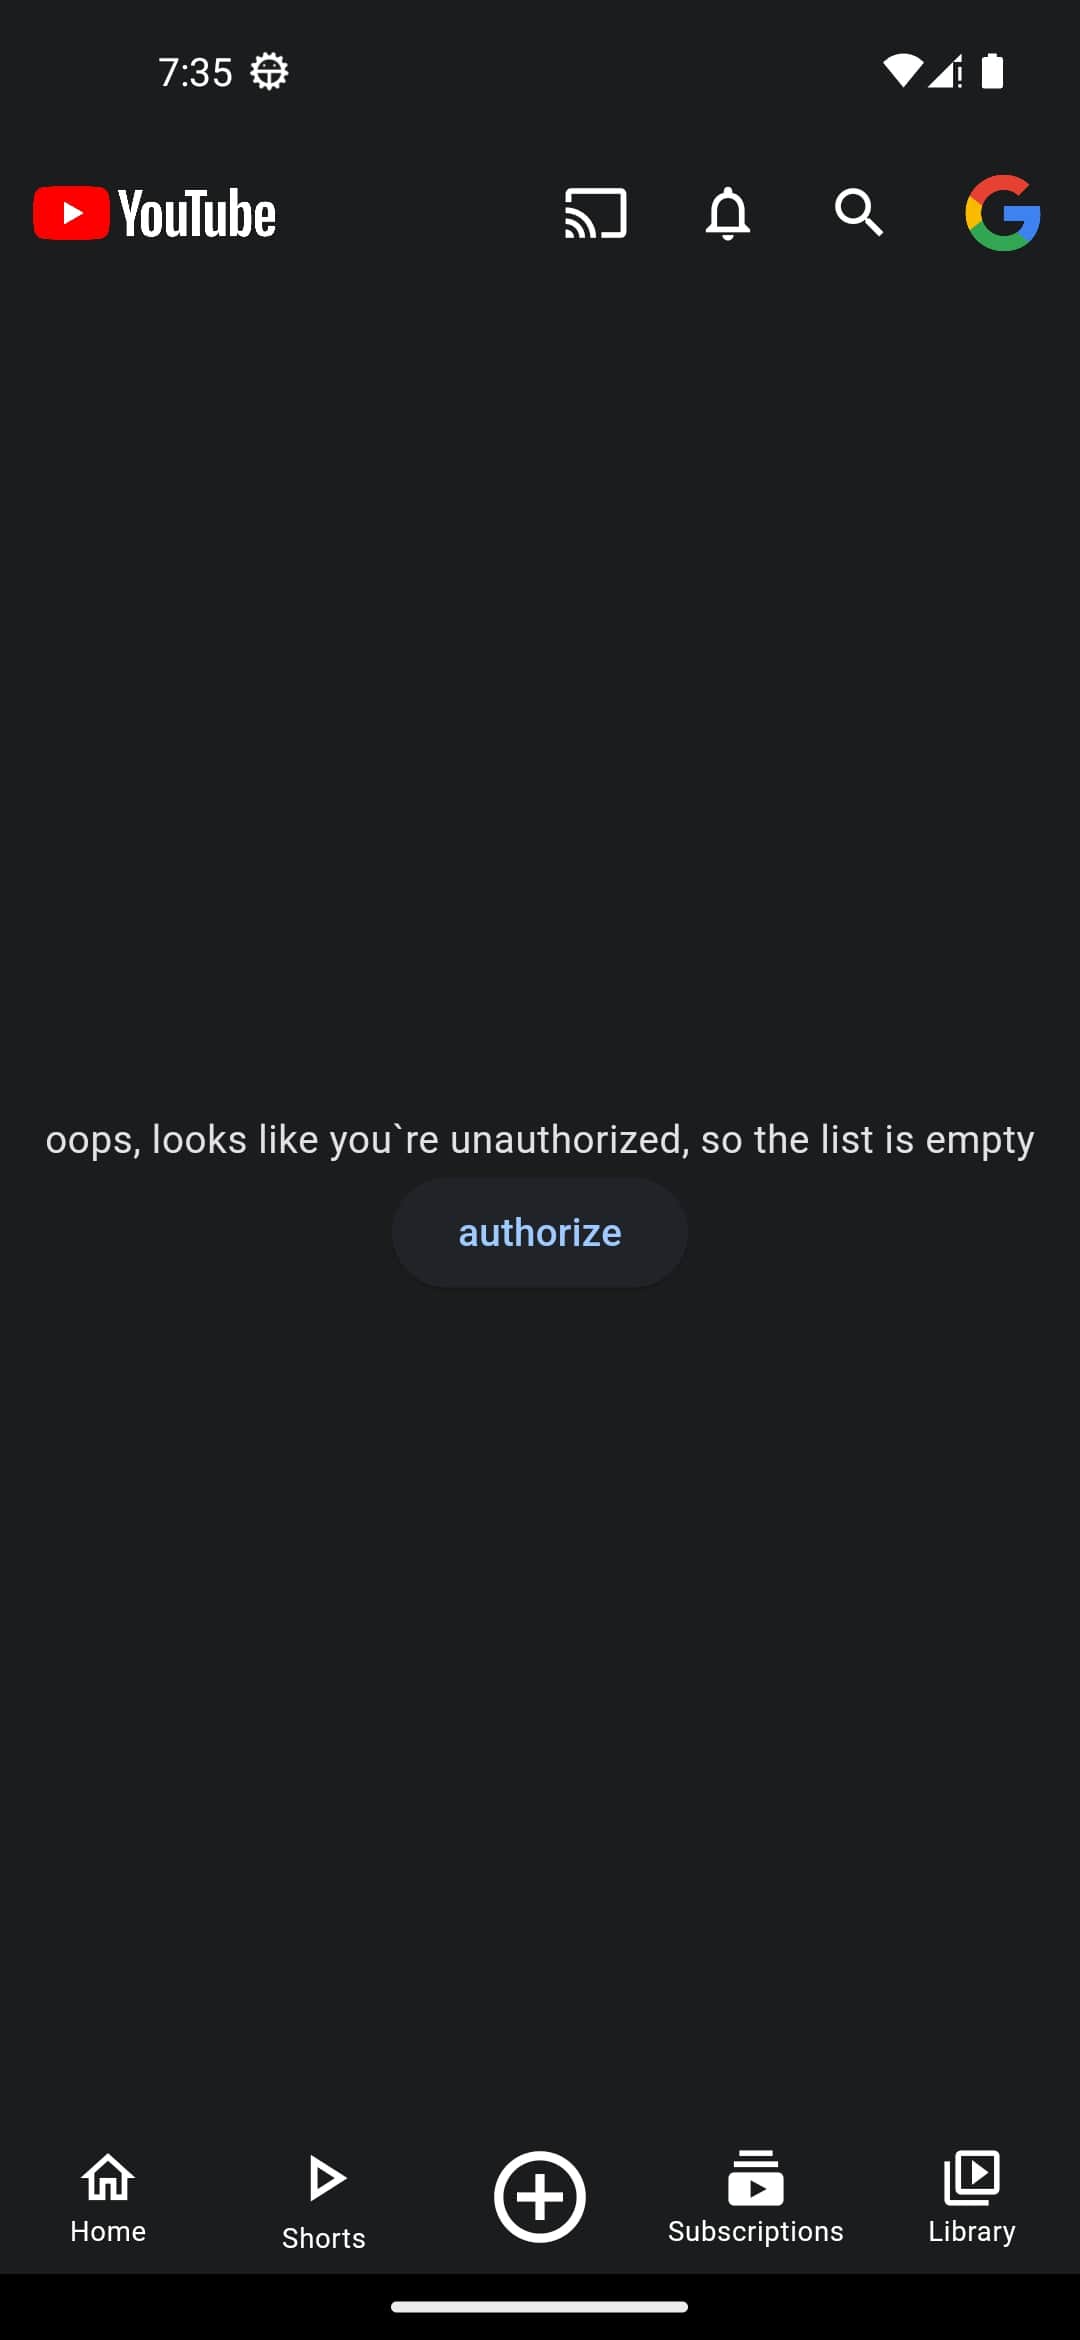 7:35
YouTube
oops, looks like you`re unauthorized, so the list is empty
authorize
Home
Shorts
Subscriptions
Library